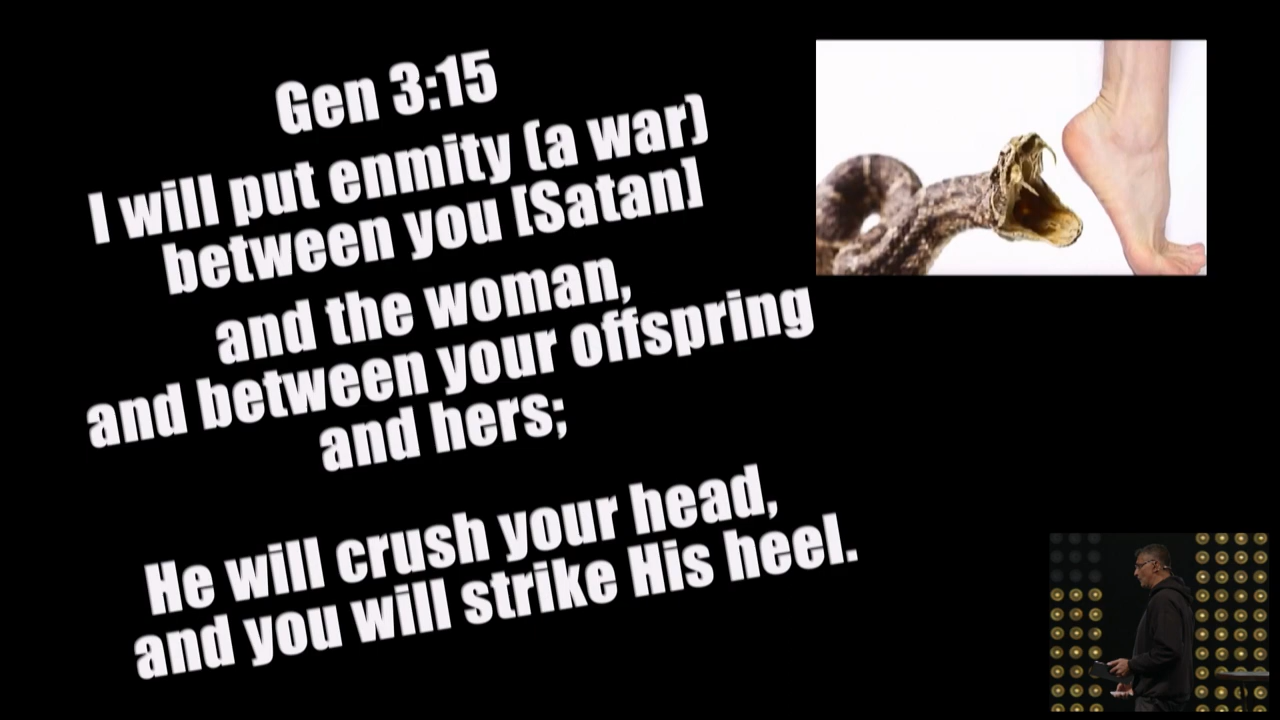 Gen 3:15
I will put enmity (a war)
between you [Satan]
and the woman,
and between your offspring
and hers;
He will crush your head,
and you will strike His heel.